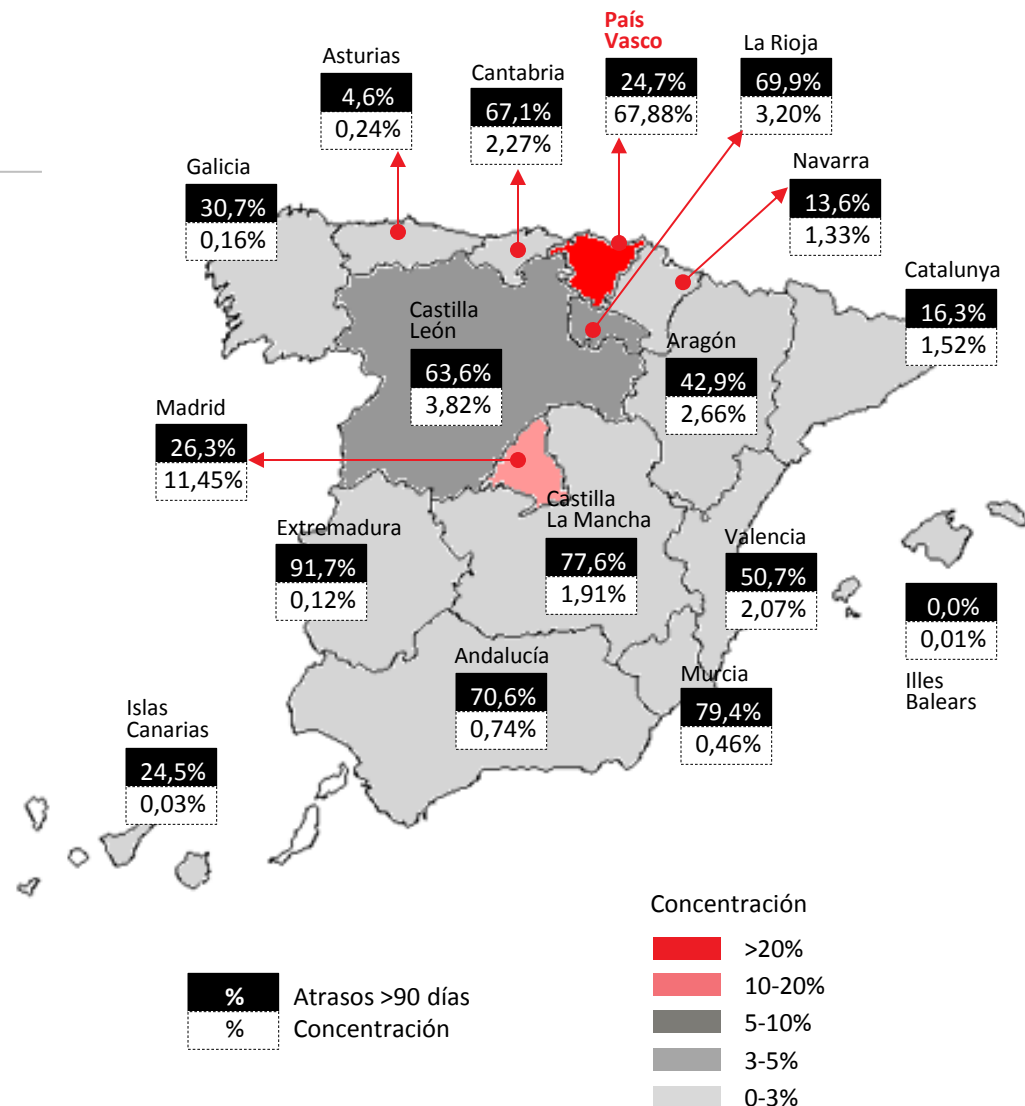 País
Vasco
24,7%
67,88%
La Rioja
69,9%
3,20%
Asturias
4,6%
0,24%
Cantabria
67,1%
2,27%
Navarra
13,6%
1,33%
Galicia
30,7%
0,16%
Catalunya
16,3%
1,52%
Castilla
León
63,6%
3,82%
Aragón
42,9%
2,66%
Madrid
26,3%
11,45%
Castilla
La Mancha
77,6%
1,91%
Extremadura
91,7%
0,12%
Valencia
50,7%
2,07%
0,0%
0,01%
Illes
Balears
Andalucía
70,6%
0,74%
Murcia
79,4%
0,46%
Islas
Canarias
24,5%
0,03%
Concentración
>20%
10-20%
5-10%
3-5%
0-3%
% Atrasos >90 días
% Concentración